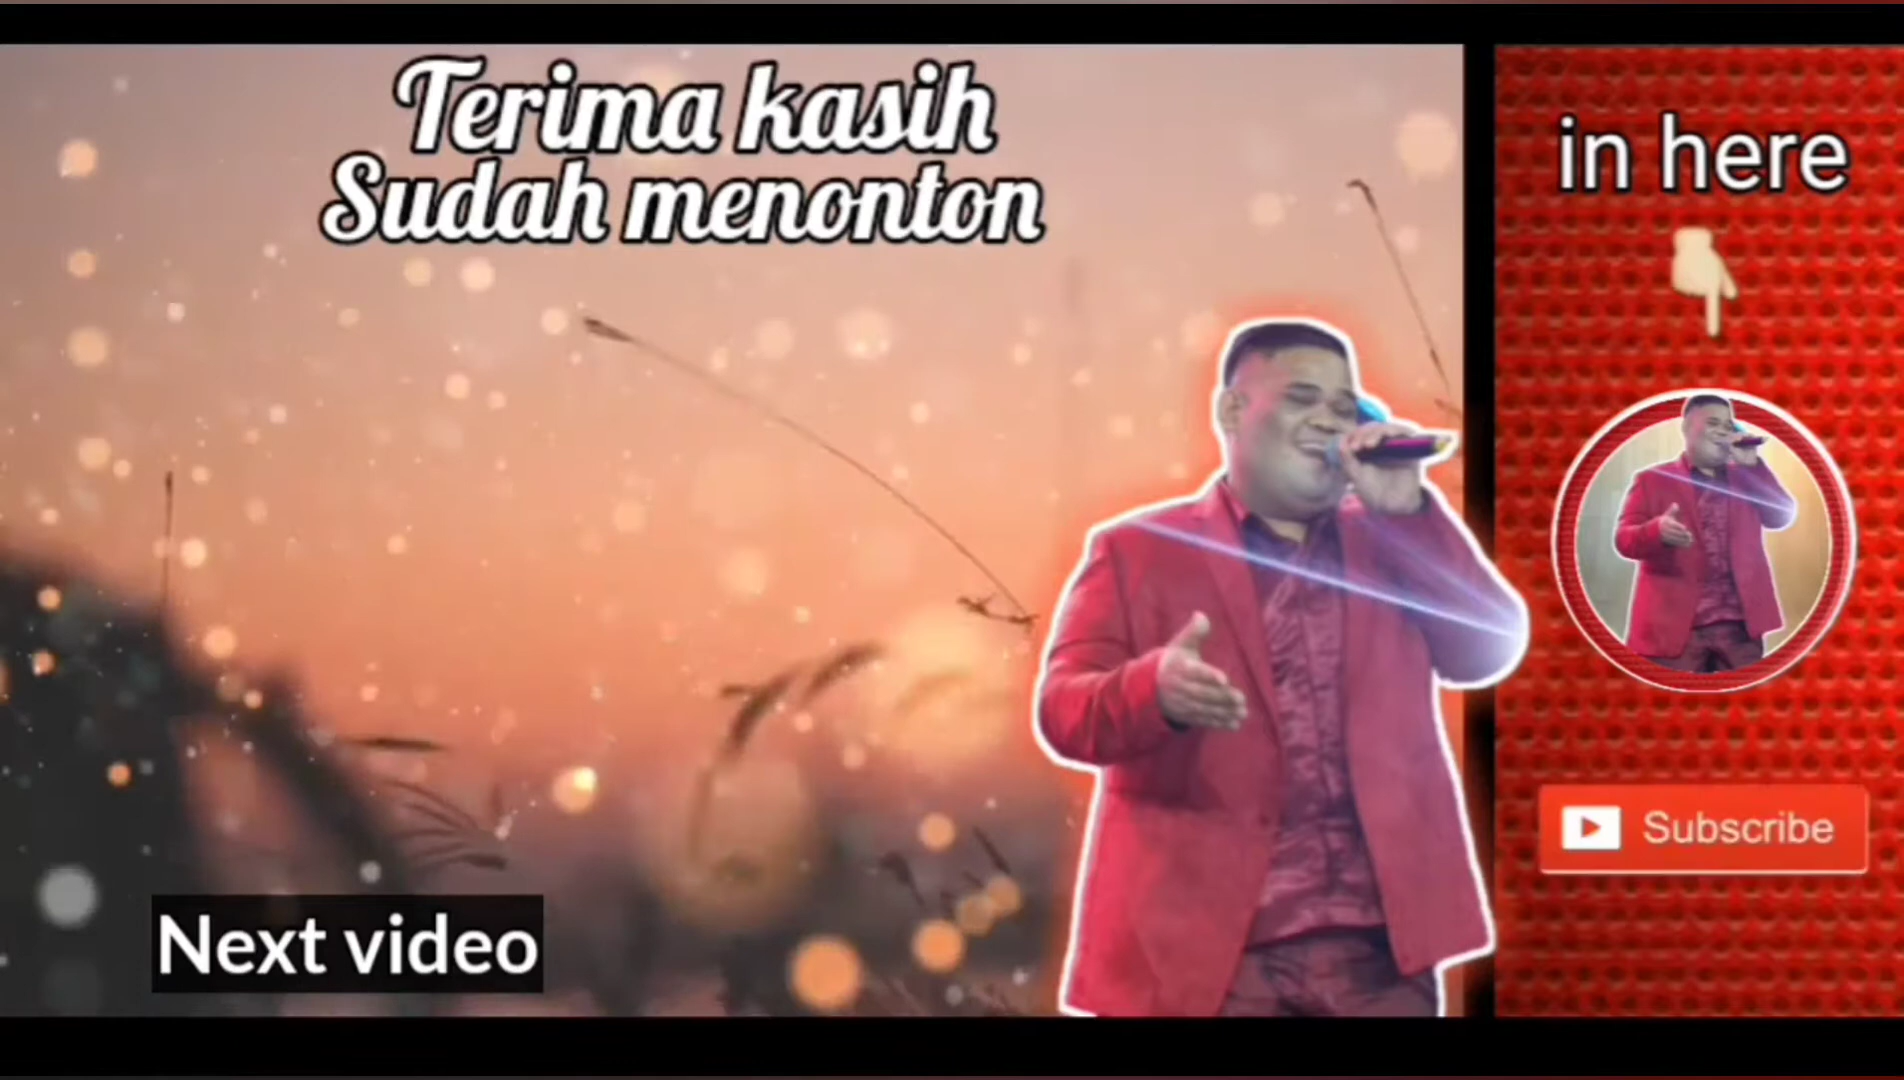 Terima kasih
Sudah menonton
in here
Subscribe
Next video